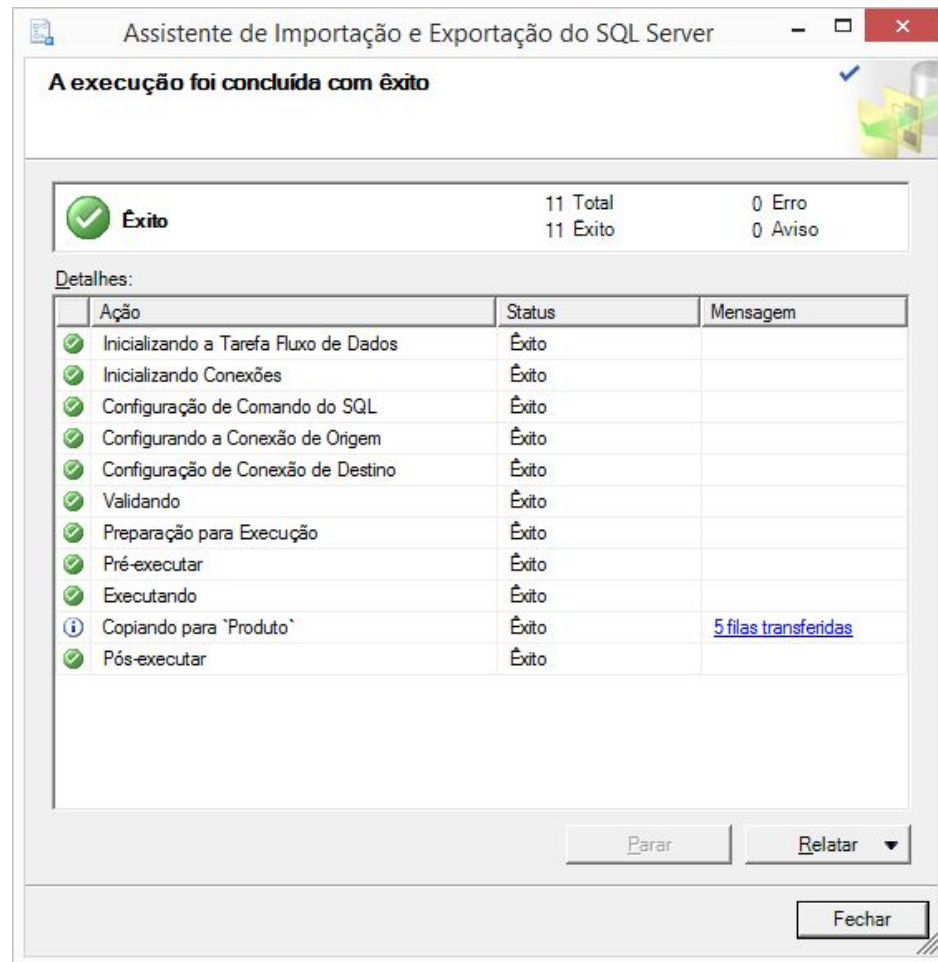 Assistente de Importação e Exportação do SQL Server
A execução foi concluída com êxito
Êxito
11 Total
0 Erro
11 Êxito
0 Aviso
Detalhes:
Ação Status Mensagem
Inicializando a Tarefa Fluxo de Dados Êxito
Inicializando Conexões Êxito
Configuração de Comando do SQL Êxito
Configurando a Conexão de Origem Êxito
Configuração de Conexão de Destino Êxito
Validando Êxito
Preparação para Execução Êxito
Pré-executar Êxito
Executando Êxito
Copiando para `Produto` Êxito 5 filas transferidas
Pós-executar Êxito
Parar Relatar
Fechar